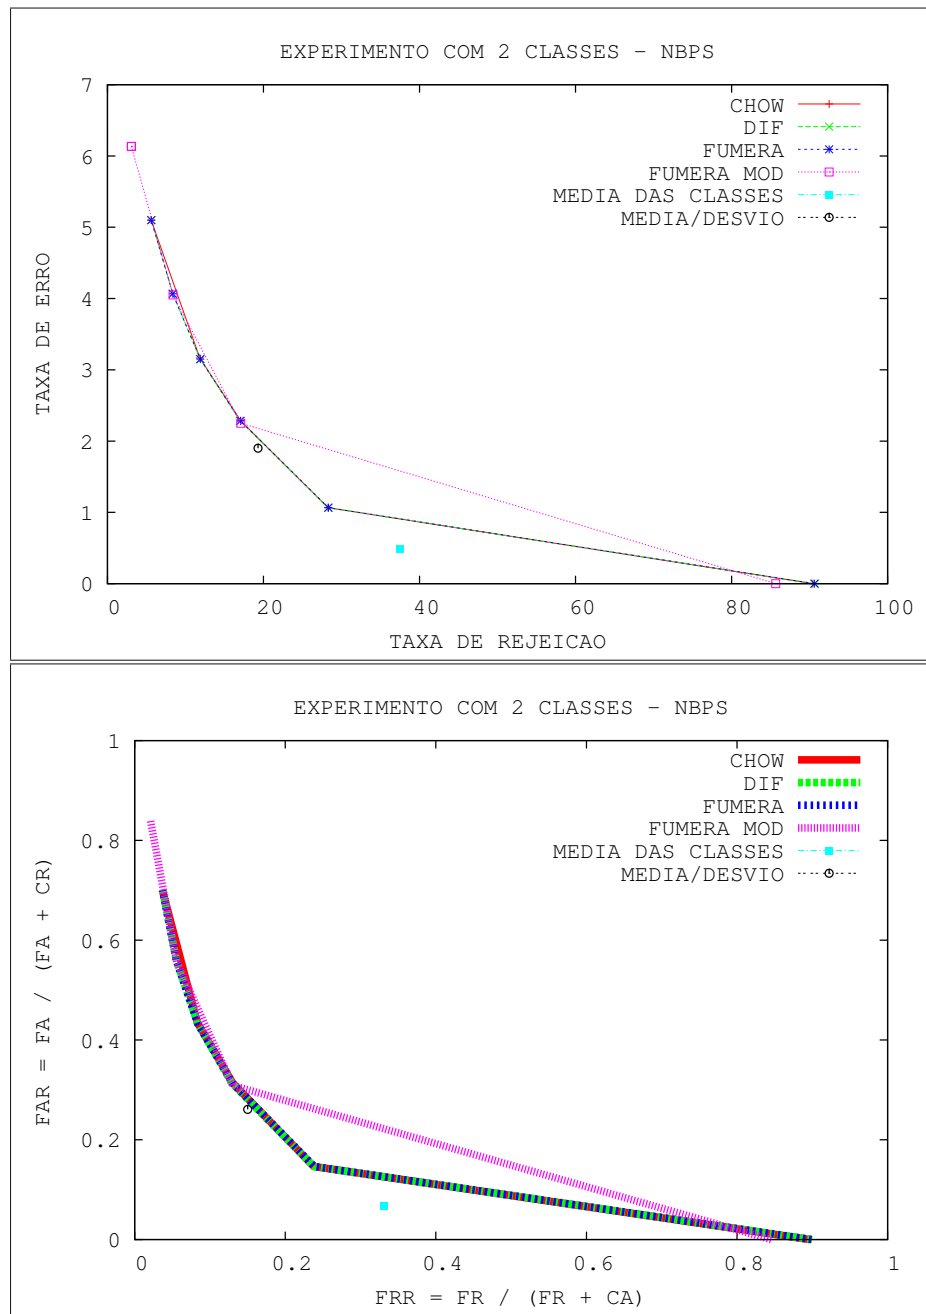 EXPERIMENTO COM 2 CLASSES – NBPS
7
6
5
4
3
2
1
0
TAXA DE ERRO
CHOW
DIF
FUMERA
FUMERA MOD
MEDIA DAS CLASSES
MEDIA/DESVIO
0 20 40 60 80 100
TAXA DE REJEICAO
EXPERIMENTO COM 2 CLASSES – NBPS
1
0.8
0.6
0.4
0.2
0
FAR = FA / (FA + CR)
CHOW
DIF
FUMERA
FUMERA MOD
MEDIA DAS CLASSES
MEDIA/DESVIO
0 0.2 0.4 0.6 0.8 1
FRR = FR / (FR + CA)